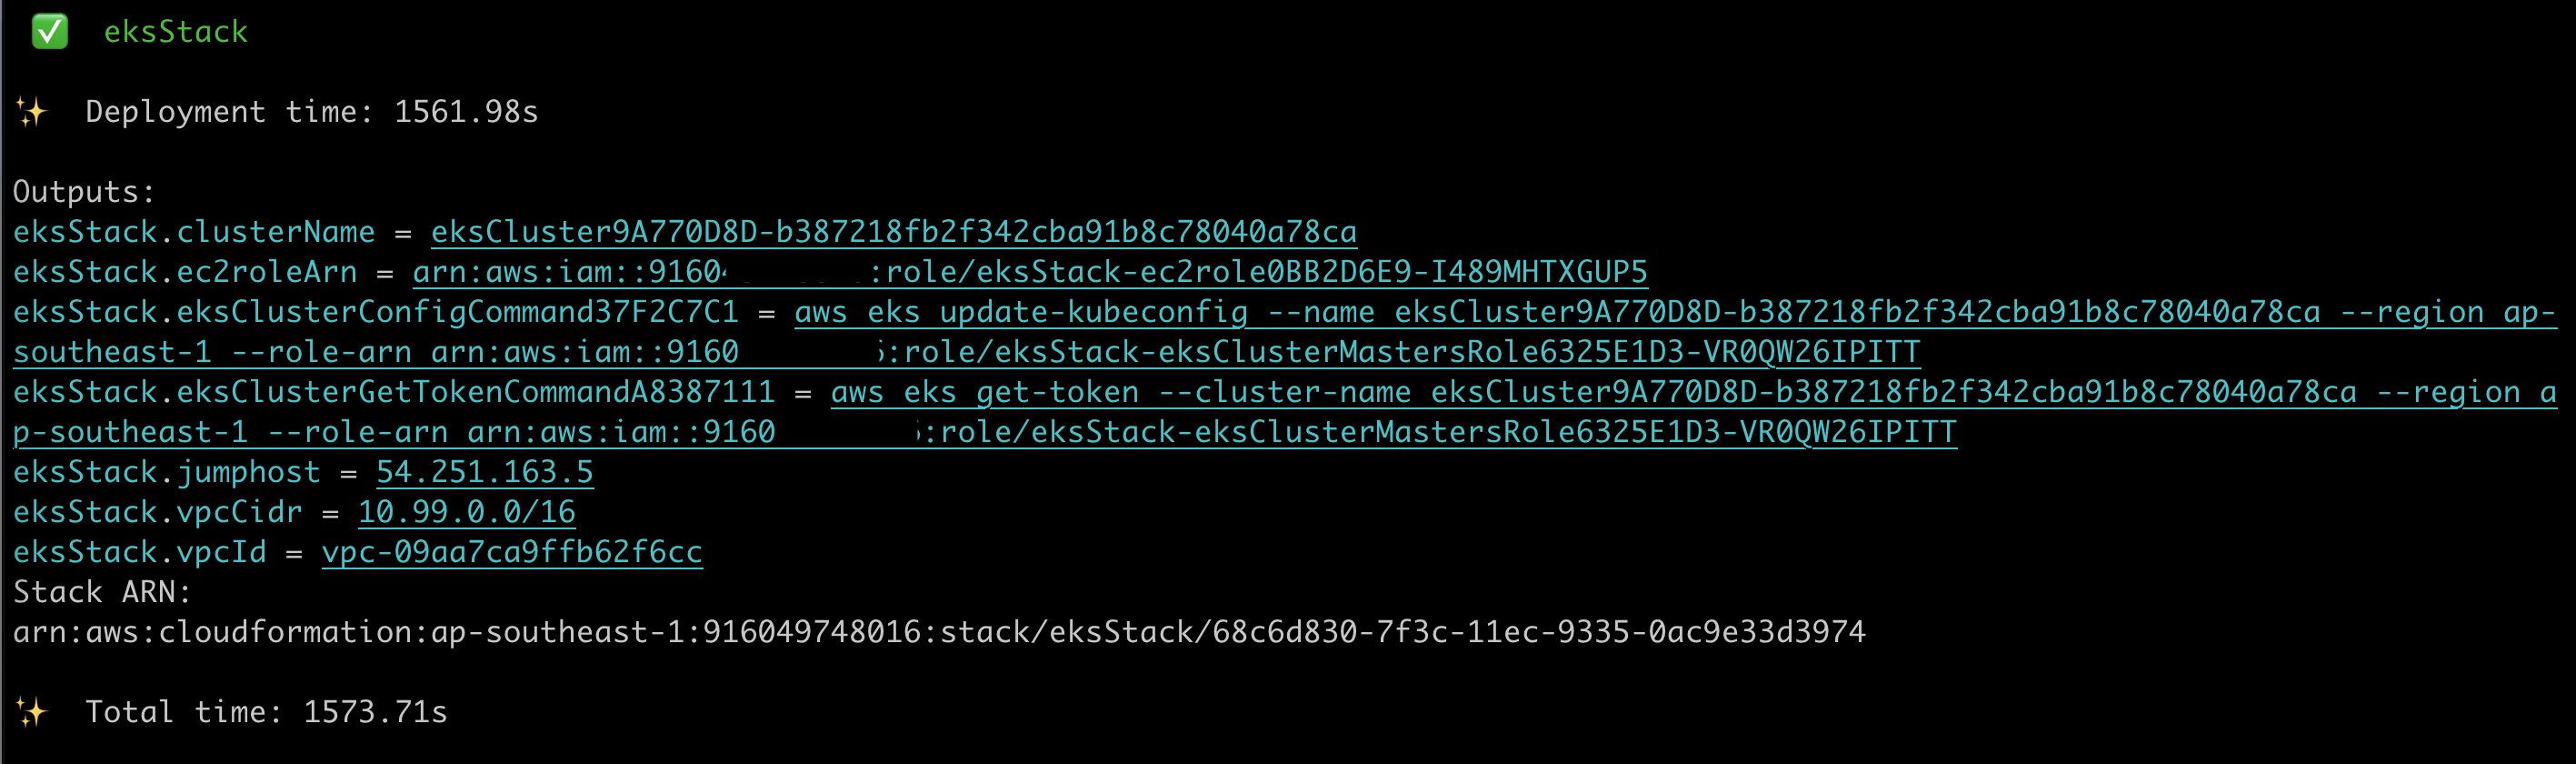 ✅ eksStack
✨ Deployment time: 1561.98s
Outputs:
eksStack.clusterName = eksCluster9A770D8D-b387218fb2f342cba91b8c78040a78ca
eksStack.ec2roleArn = arn:aws:iam::9160 :role/eksStack-ec2role0BB2D6E9-I489MHTXGUP5
eksStack.eksClusterConfigCommand37F2C7C1 = aws eks update-kubeconfig --name eksCluster9A770D8D-b387218fb2f342cba91b8c78040a78ca --region ap-
southeast-1 --role-arn arn:aws:iam::9160 :role/eksStack-eksClusterMastersRole6325E1D3-VR0QW26IPITT
eksStack.eksClusterGetTokenCommandA8387111 = aws eks get-token --cluster-name eksCluster9A770D8D-b387218fb2f342cba91b8c78040a78ca --region a
p-southeast-1 --role-arn arn:aws:iam::9160 :role/eksStack-eksClusterMastersRole6325E1D3-VR0QW26IPITT
eksStack.jumphost = 54.251.163.5
eksStack.vpcCidr = 10.99.0.0/16
eksStack.vpcId = vpc-09aa7ca9ffb62f6cc
Stack ARN:
arn:aws:cloudformation:ap-southeast-1:916049748016:stack/eksStack/68c6d830-7f3c-11ec-9335-0ac9e33d3974
✨ Total time: 1573.71s